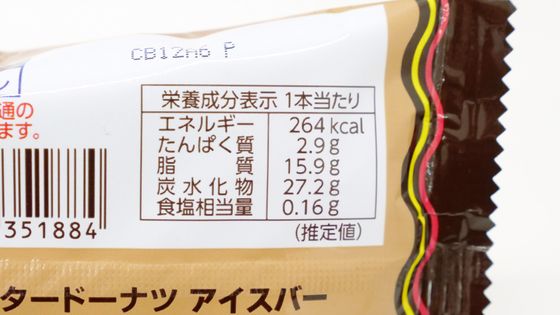 CB12A6 P
ル
通の
ます。
栄養成分表示 1本当たり
エネルギー 264kcal
たんぱく質 2.9g
脂質 15.9g
炭水化物 27.2g
食塩相当量 0.16g
(推定値)
351884
タードーナツ アイスバー